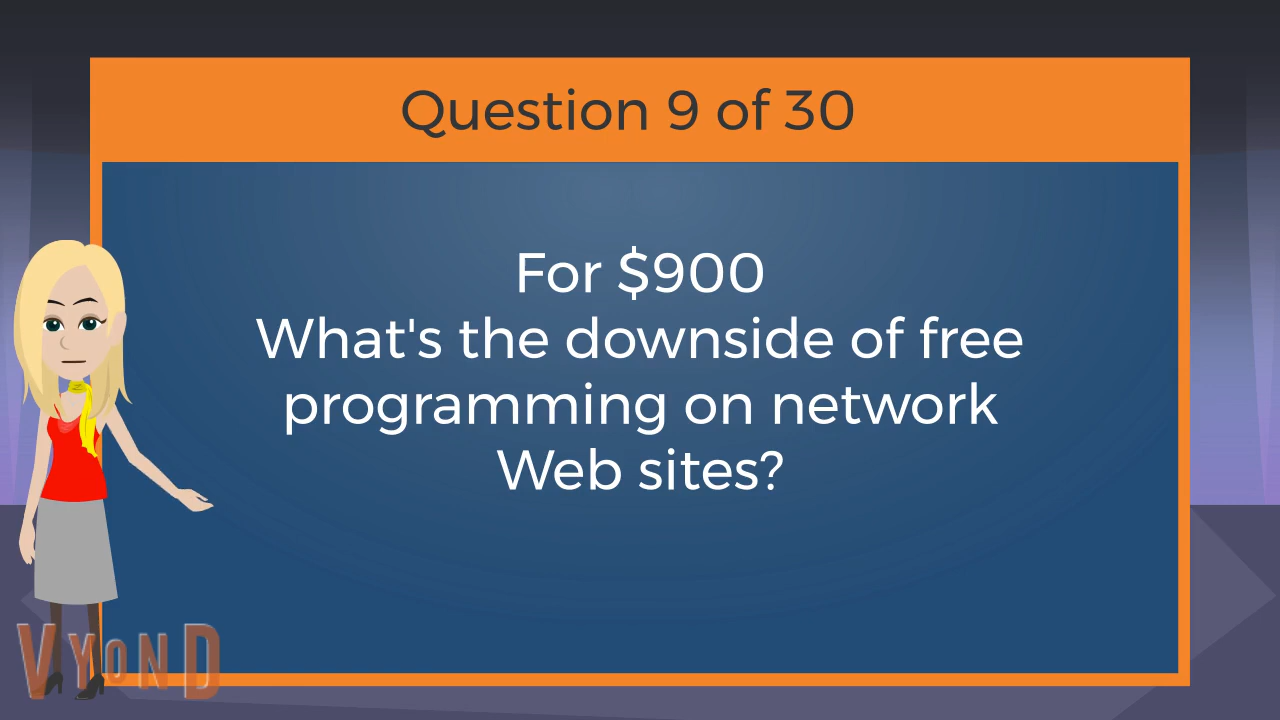 Question 9 of 30
For $900
What's the downside of free
programming on network
Web sites?
VYOND